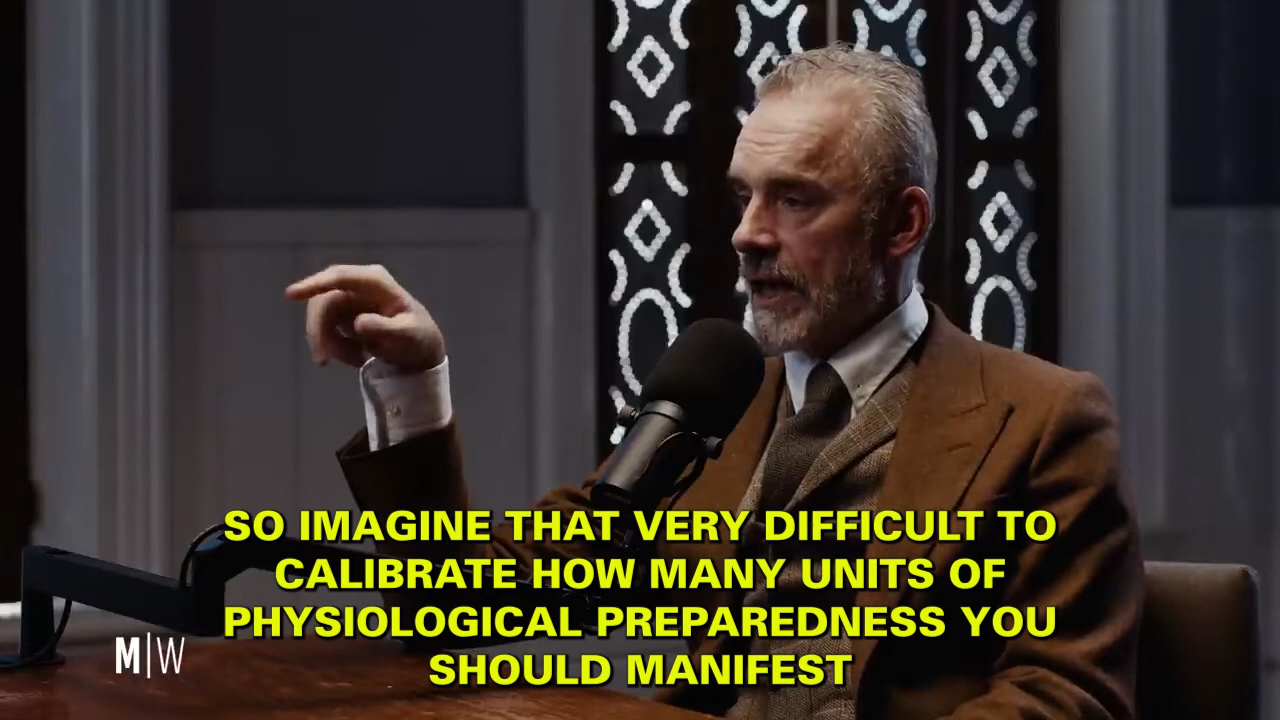 SO IMAGINE THAT VERY DIFFICULT TO
CALIBRATE HOW MANY UNITS OF
PHYSIOLOGICAL PREPAREDNESS YOU
SHOULD MANIFEST
M|W